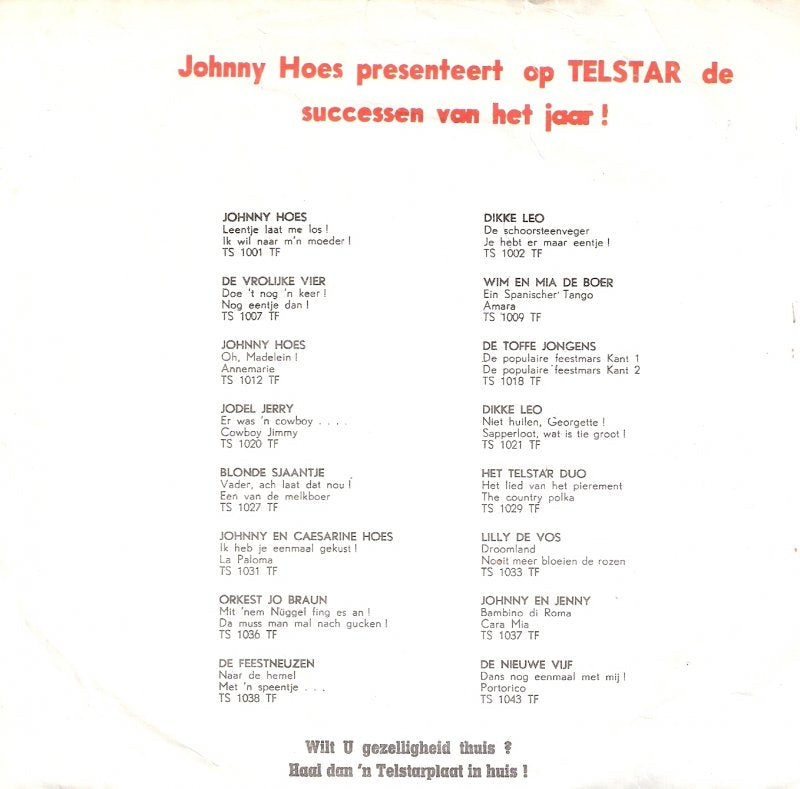 Johnny Hoes presenteert op TELSTAR de
successen van het jaar !
JOHNNY HOES
Leentje laat me los !
Ik wil naar m'n moeder !
TS 1001 TF
DE VROLIJKE VIER
Doe 't nog 'n keer !
Nog eentje dan !
TS 1007 TF
JOHNNY HOES
Oh, Madelein !
Annemarie
TS 1012 TF
JODEL JERRY
Er was 'n cowboy . . . .
Cowboy Jimmy
TS 1020 TF
BLONDE SJAANTJE
Vader, ach laat dat nou !
Een van de melkboer
TS 1027 TF
JOHNNY EN CAESARINE HOES
Ik heb je eenmaal gekust !
La Paloma
TS 1031 TF
ORKEST JO BRAUN
Mit 'nem Nüggel fing es an !
Da muss man mal nach gucken !
TS 1036 TF
DE FEESTNEUZEN
Naar de hemel
Met 'n speentje . . .
TS 1038 TF
DIKKE LEO
De schoorsteenveger
Je hebt er maar eentje !
TS 1002 TF
WIM EN MIA DE BOER
Ein Spanischer Tango
Amara
TS 1009 TF
DE TOFFE JONGENS
De populaire feestmars Kant 1
De populaire feestmars Kant 2
TS 1018 TF
DIKKE LEO
Niet huilen, Georgette !
Sapperloot, wat is tie groot !
TS 1021 TF
HET TELSTAR DUO
Het lied van het pierement
The country polka
TS 1029 TF
LILLY DE VOS
Droomland
Nooit meer bloeien de rozen
TS 1033 TF
JOHNNY EN JENNY
Bambino di Roma
Cara Mia
TS 1037 TF
DE NIEUWE VIJF
Dans nog eenmaal met mij !
Portorico
TS 1043 TF
Wilt U gezelligheid thuis ?
Haal dan 'n Telstarplaat in huis !